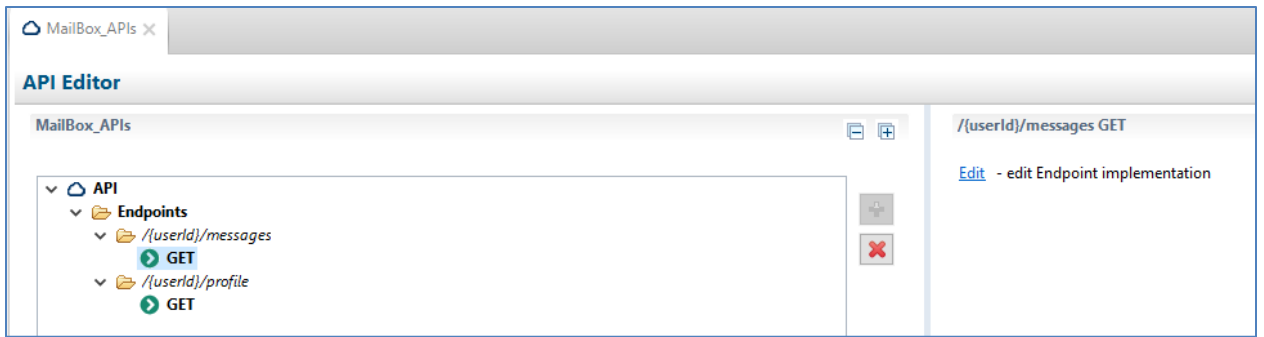 MailBox_APIs
API Editor
MailBox_APIs
API
Endpoints
/{userId}/messages
GET
/{userId}/profile
GET
/{userId}/messages GET
Edit - edit Endpoint implementation